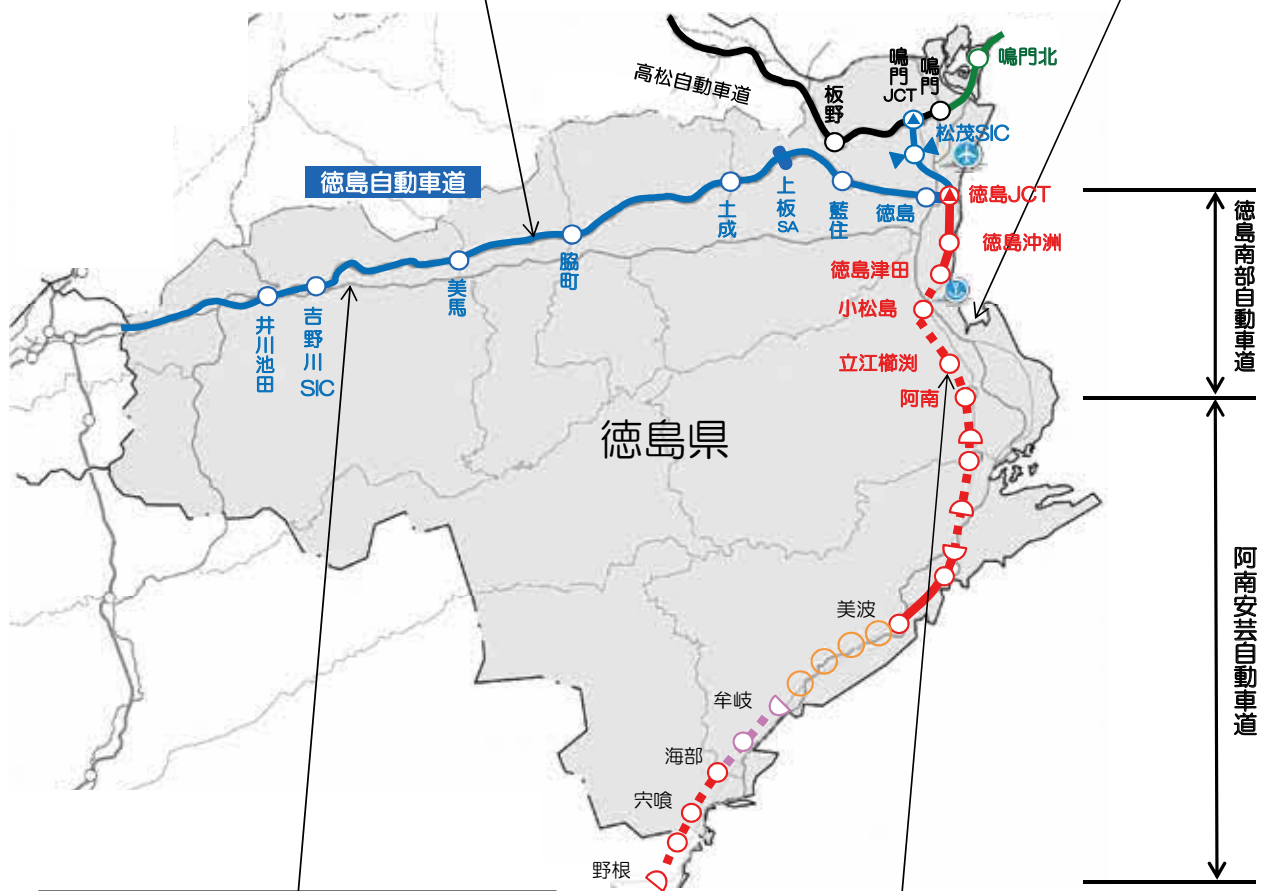 鳴門北
鳴門
鳴門JCT
高松自動車道
板野
松茂SIC
徳島自動車道
徳島JCT
徳島
藍住
上板SA
土成
徳島沖洲
脇町
徳島津田
美馬
小松島
吉野川SIC
井川池田
立江櫛渕
阿南
徳島南部自動車道
徳島県
阿南安芸自動車道
美波
牟岐
海部
宍喰
野根